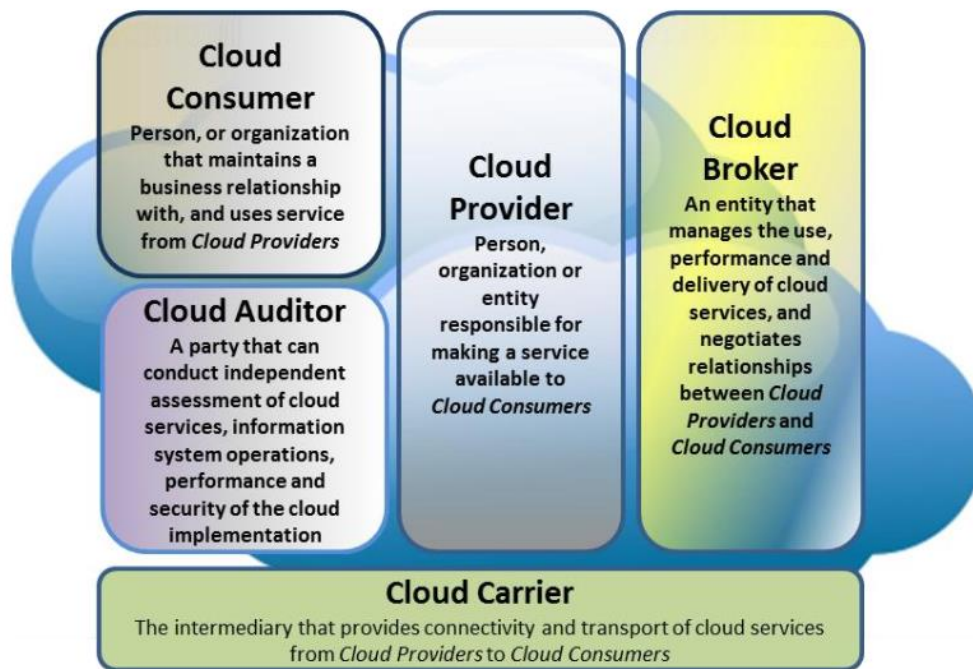 Cloud
Consumer
Person, or organization
that maintains a
business relationship
with, and uses service
from Cloud Providers
Cloud Auditor
A party that can
conduct independent
assessment of cloud
services, information
system operations,
performance and
security of the cloud
implementation
Cloud
Provider
Person,
organization or
entity
responsible for
making a service
available to
Cloud Consumers
Cloud
Broker
An entity that
manages the use,
performance and
delivery of cloud
services, and
negotiates
relationships
between Cloud
Providers and
Cloud Consumers
Cloud Carrier
The intermediary that provides connectivity and transport of cloud services
from Cloud Providers to Cloud Consumers